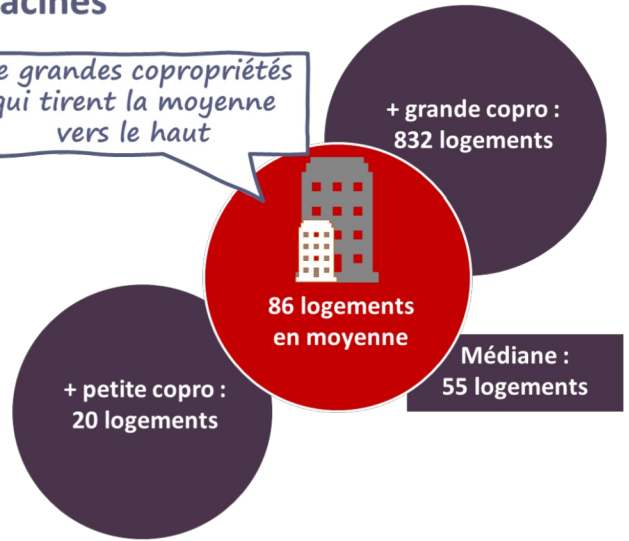 e grandes copropriétés
qui tirent la moyenne
vers le haut
+ grande copro :
832 logements
86 logements
en moyenne
Médiane :
55 logements
+ petite copro :
20 logements